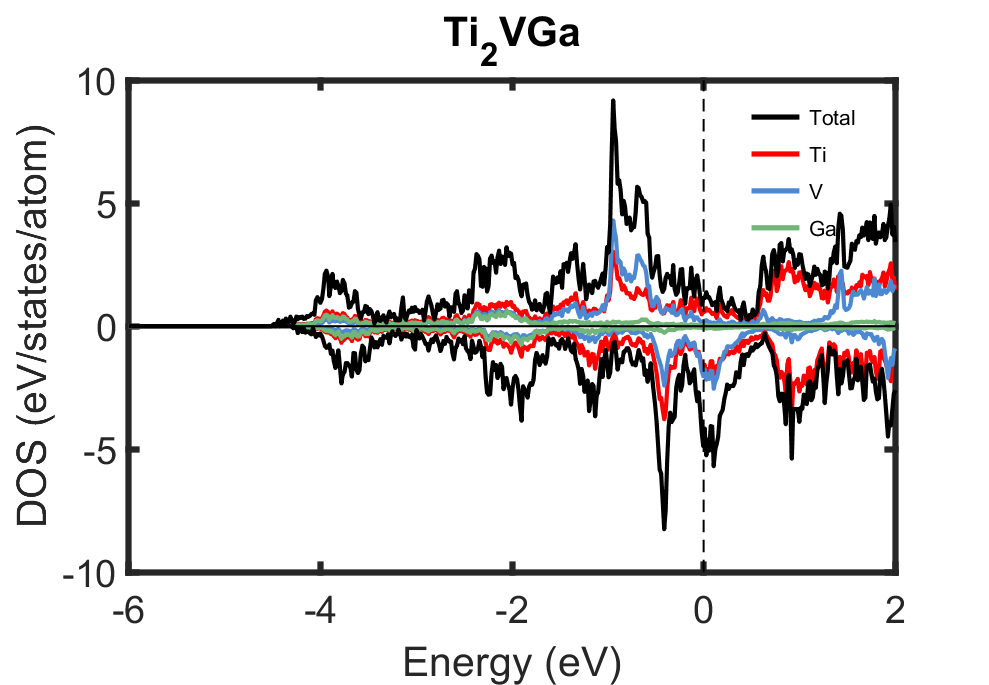 Ti2VGa
10
5
0
-5
-10
DOS (eV/states/atom)
Total
Ti
V
Ga
-6
-4
-2
0
2
Energy (eV)